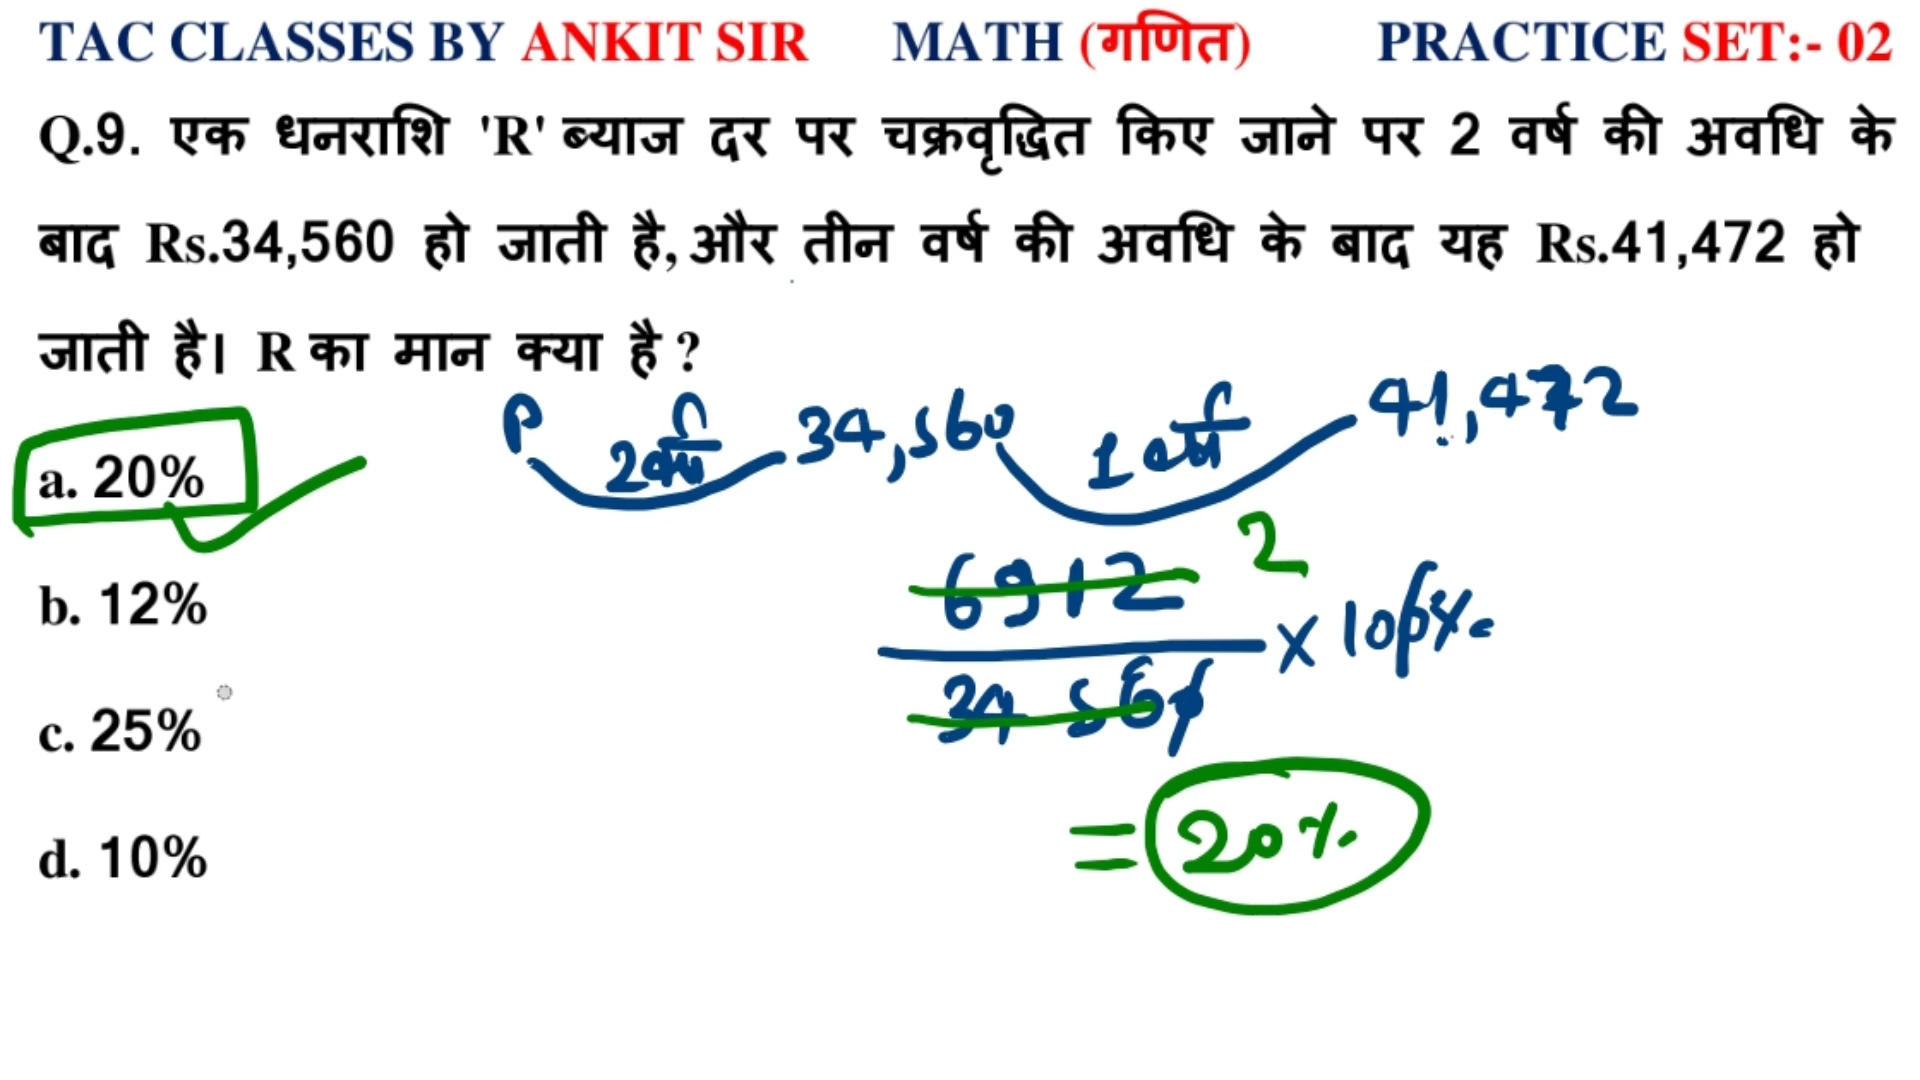 TAC CLASSES BY ANKIT SIR MATH (गणित) PRACTICE SET:- 02
Q.9. एक धनराशि 'R' ब्याज दर पर चक्रवृद्धित किए जाने पर 2 वर्ष की अवधि के
बाद Rs.34,560 हो जाती है, और तीन वर्ष की अवधि के बाद यह Rs.41,472 हो
जाती है। R का मान क्या है ?
P 2वर्ष 34,560 1 वर्ष 41,472
a. 20%
2
6912
× 100%
34560
b. 12%
c. 25%
= 20%
d. 10%